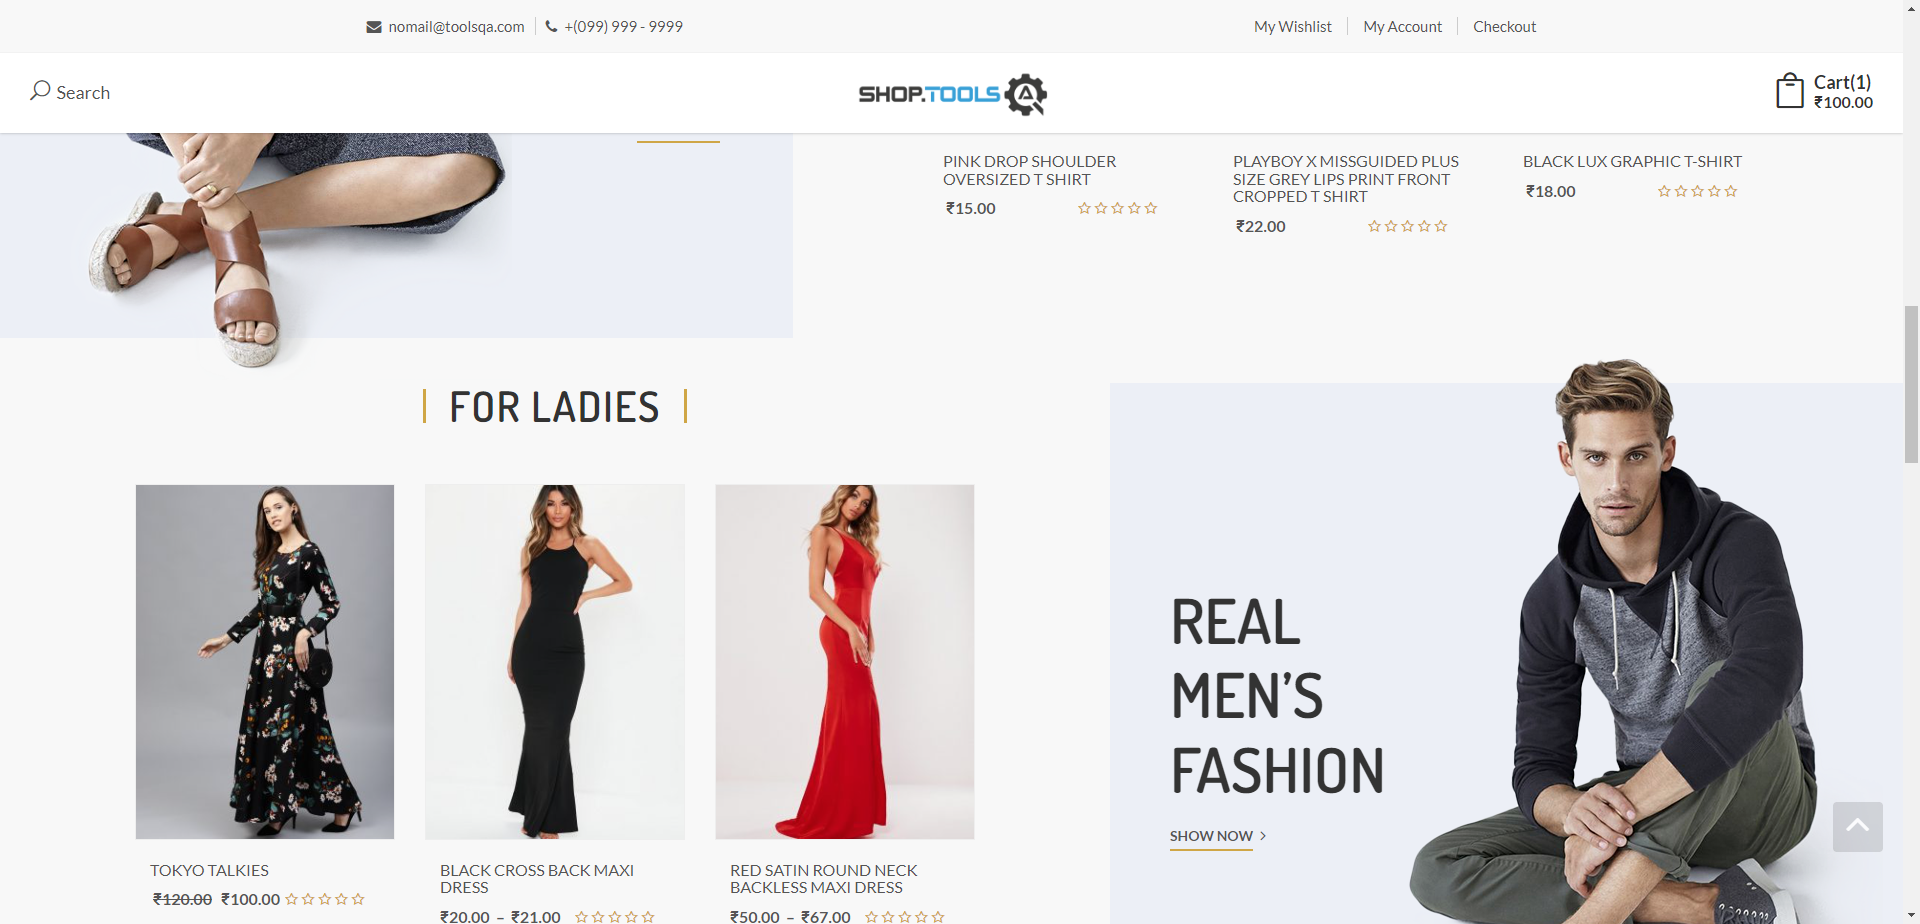 nomail@toolsqa.com
+(099) 999 - 9999
My Wishlist
My Account
Checkout
Search
SHOP.TOOLS
Cart(1)
₹100.00
PINK DROP SHOULDER
OVERSIZED T SHIRT
₹15.00
PLAYBOY X MISSGUIDED PLUS
SIZE GREY LIPS PRINT FRONT
CROPPED T SHIRT
₹22.00
BLACK LUX GRAPHIC T-SHIRT
₹18.00
FOR LADIES
TOKYO TALKIES
₹120.00 ₹100.00
BLACK CROSS BACK MAXI
DRESS
₹20.00 – ₹21.00
RED SATIN ROUND NECK
BACKLESS MAXI DRESS
₹50.00 – ₹67.00
REAL
MEN’S
FASHION
SHOW NOW